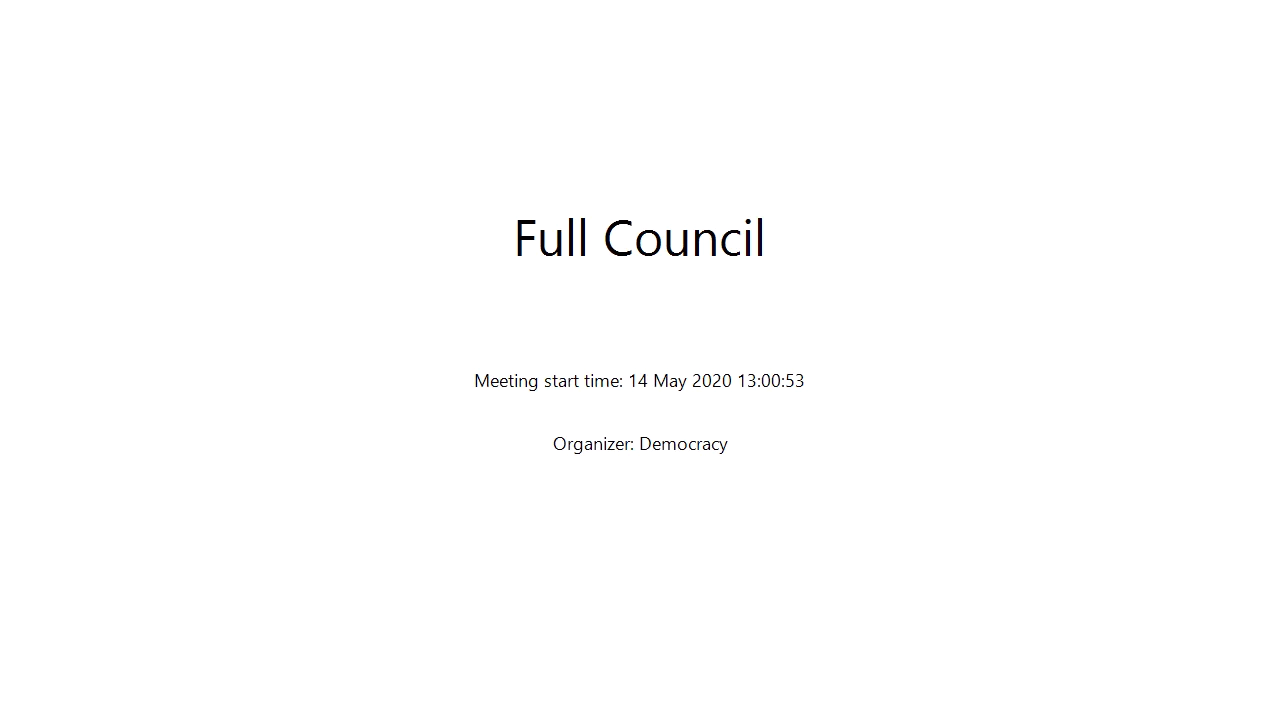 Full Council
Meeting start time: 14 May 2020 13:00:53
Organizer: Democracy